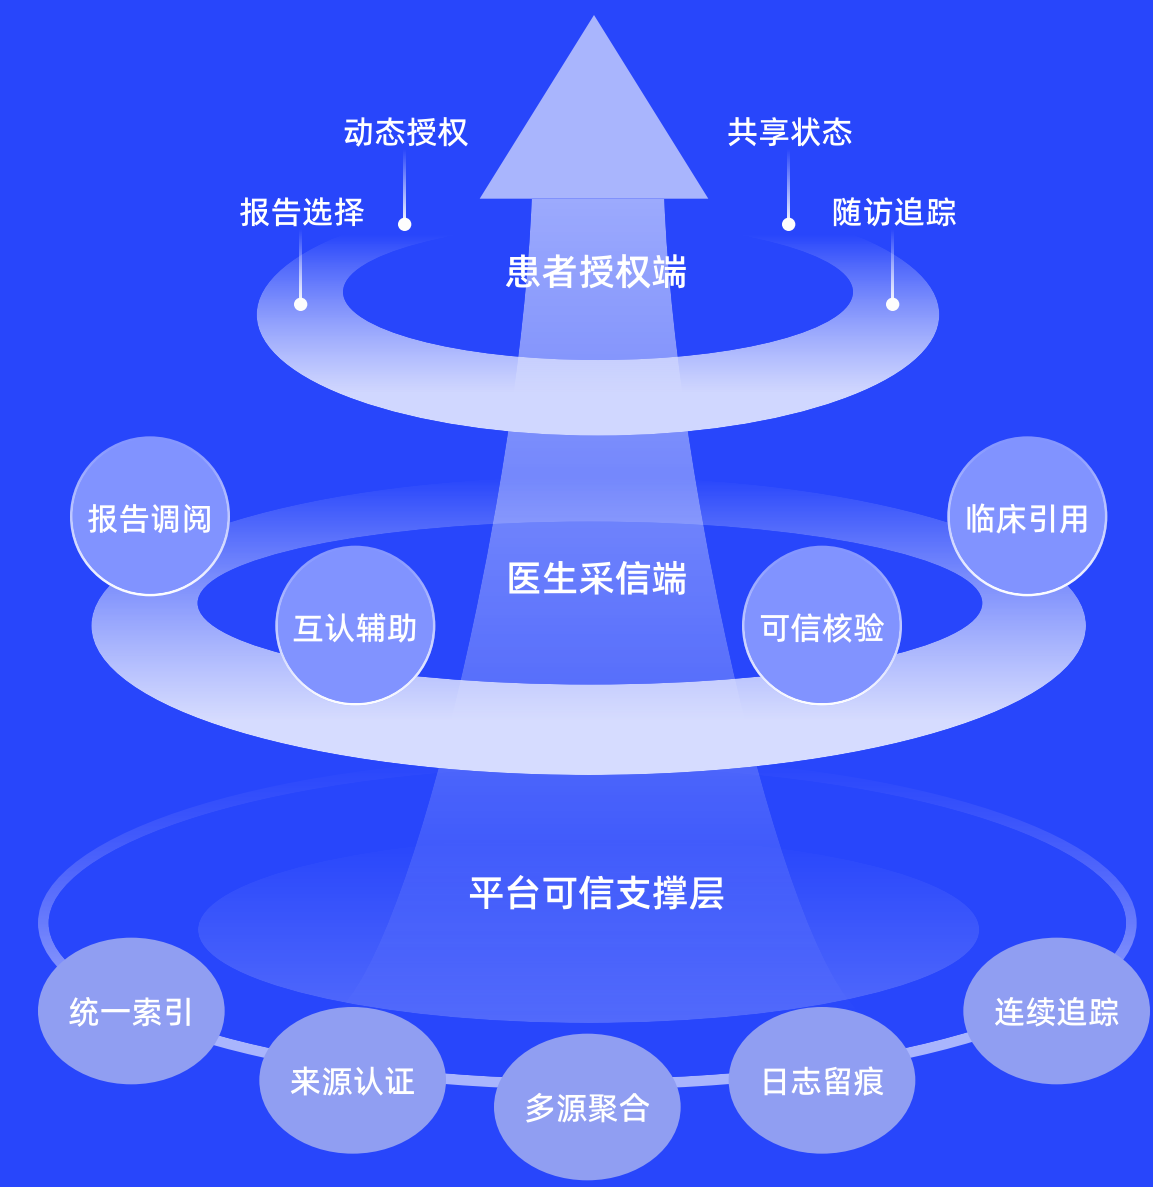 动态授权
共享状态
报告选择
随访追踪
患者授权端
报告调阅
临床引用
医生采信端
互认辅助
可信核验
平台可信支撑层
统一索引
连续追踪
来源认证
日志留痕
多源聚合